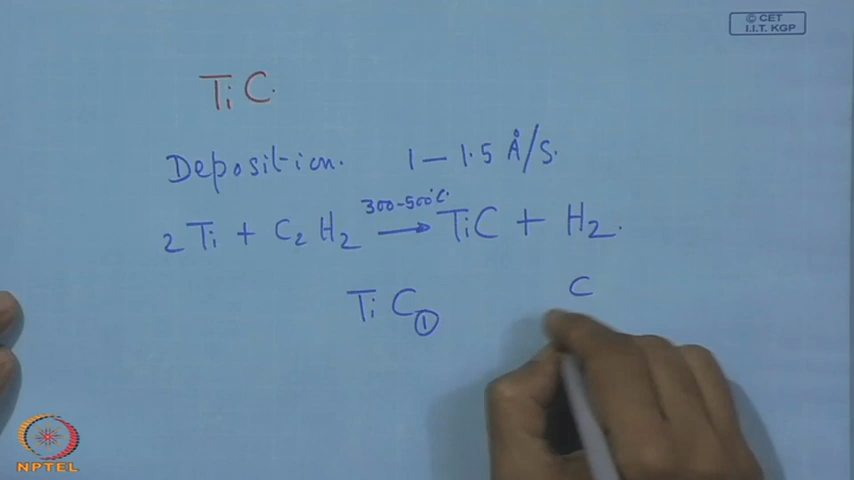 © CET
I.I.T. KGP
TiC.
Deposition. 1 – 1.5 Å/S.
300-500°C.
2Ti + C₂H₂ → TiC + H₂.
TiC① C
NPTEL